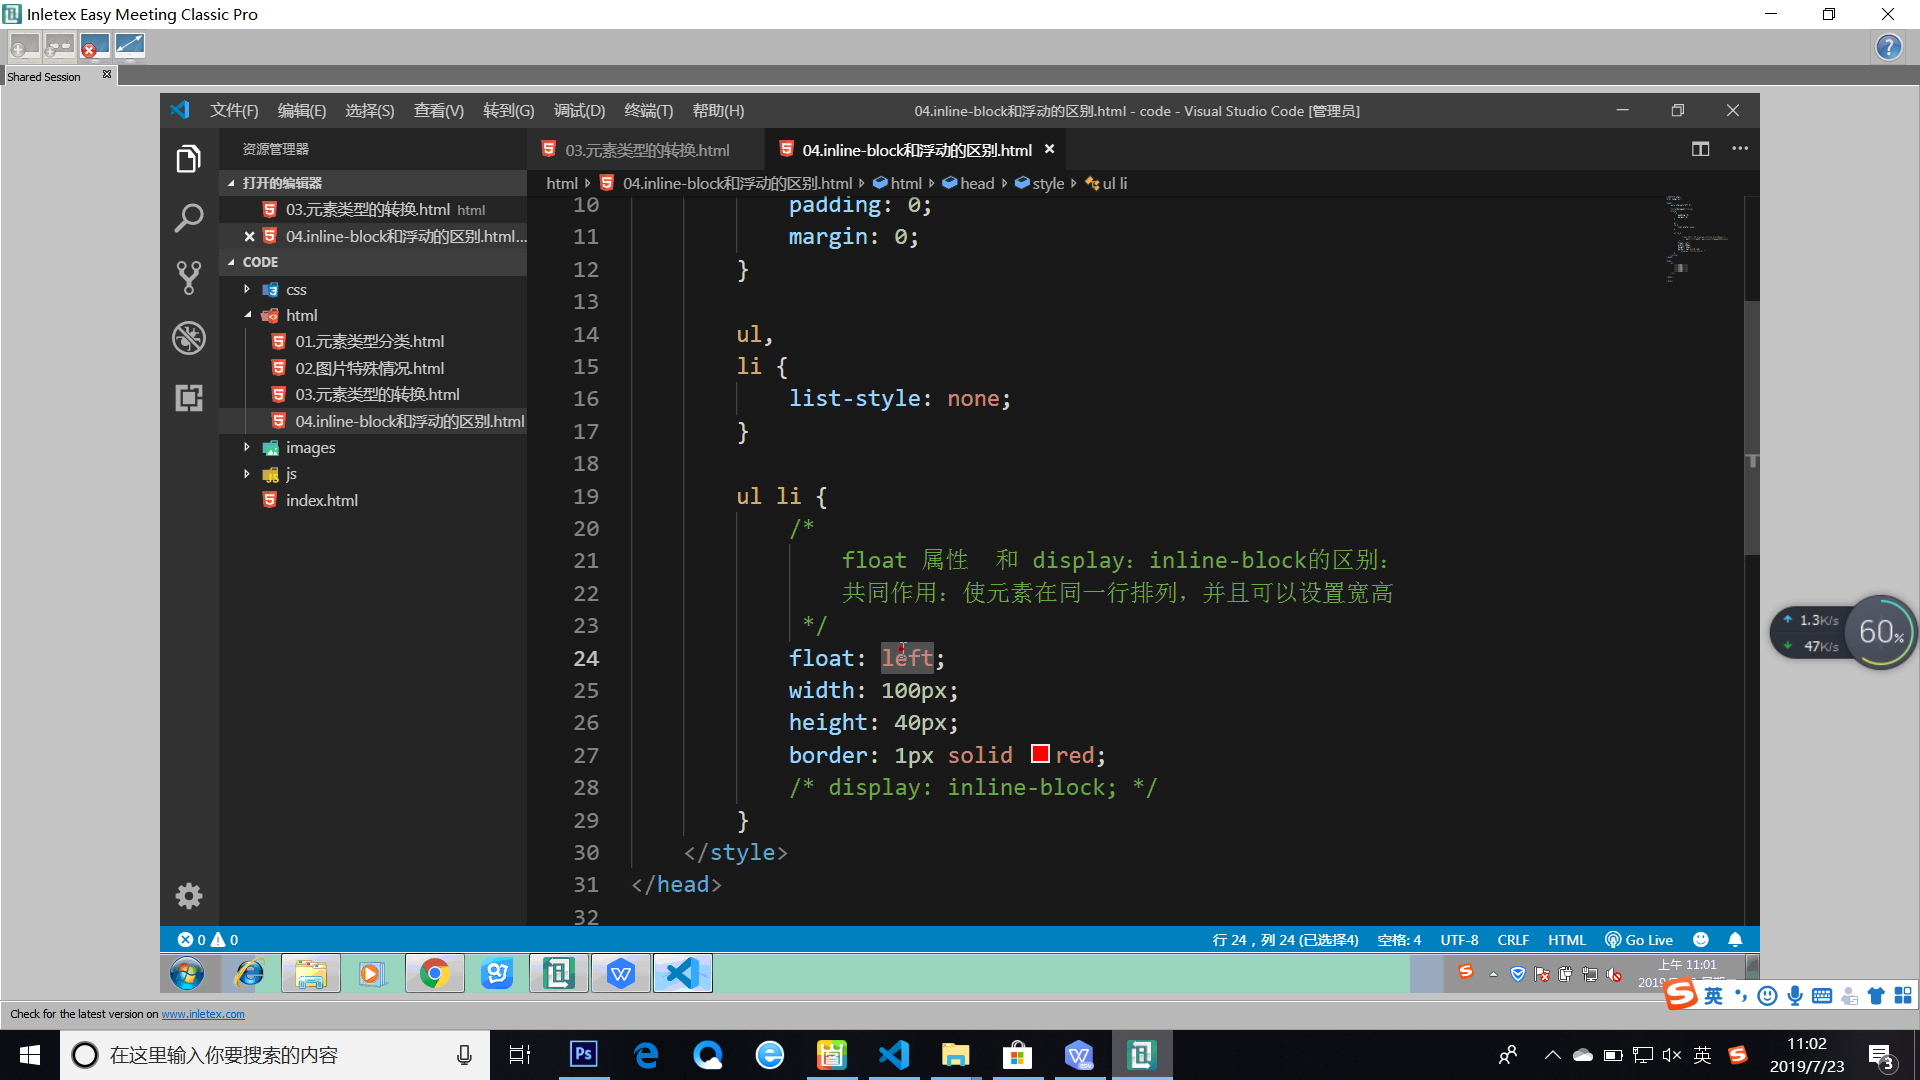 Inletex Easy Meeting Classic Pro
Shared Session
文件(F) 编辑(E) 选择(S) 查看(V) 转到(G) 调试(D) 终端(T) 帮助(H)
04.inline-block和浮动的区别.html - code - Visual Studio Code [管理员]
资源管理器
03.元素类型的转换.html
04.inline-block和浮动的区别.html
打开的编辑器
html › 04.inline-block和浮动的区别.html › html › head › style › ul li
03.元素类型的转换.html html
04.inline-block和浮动的区别.html...
CODE
css
html
01.元素类型分类.html
02.图片特殊情况.html
03.元素类型的转换.html
04.inline-block和浮动的区别.html
images
js
index.html
10 padding: 0;
11 margin: 0;
12 }
13
14 ul,
15 li {
16 list-style: none;
17 }
18
19 ul li {
20 /*
21 float 属性 和 display: inline-block的区别:
22 共同作用: 使元素在同一行排列, 并且可以设置宽高
23 */
24 float: left;
25 width: 100px;
26 height: 40px;
27 border: 1px solid red;
28 /* display: inline-block; */
29 }
30 </style>
31 </head>
32
1.3K/s
47K/s
60%
0 0
行 24，列 24 (已选择4) 空格: 4 UTF-8 CRLF HTML Go Live
上午 11:01
英
Check for the latest version on www.inletex.com
在这里输入你要搜索的内容
Ps
英
11:02
2019/7/23
3